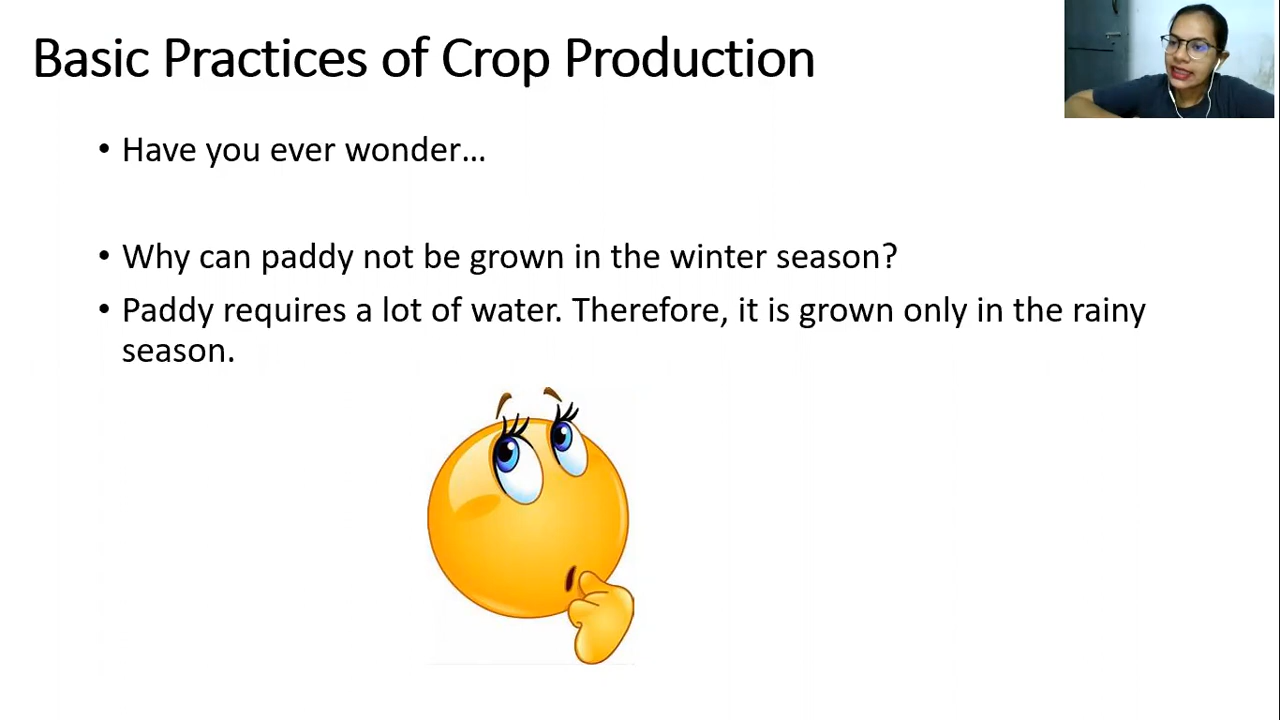 Basic Practices of Crop Production
• Have you ever wonder...
• Why can paddy not be grown in the winter season?
• Paddy requires a lot of water. Therefore, it is grown only in the rainy
season.